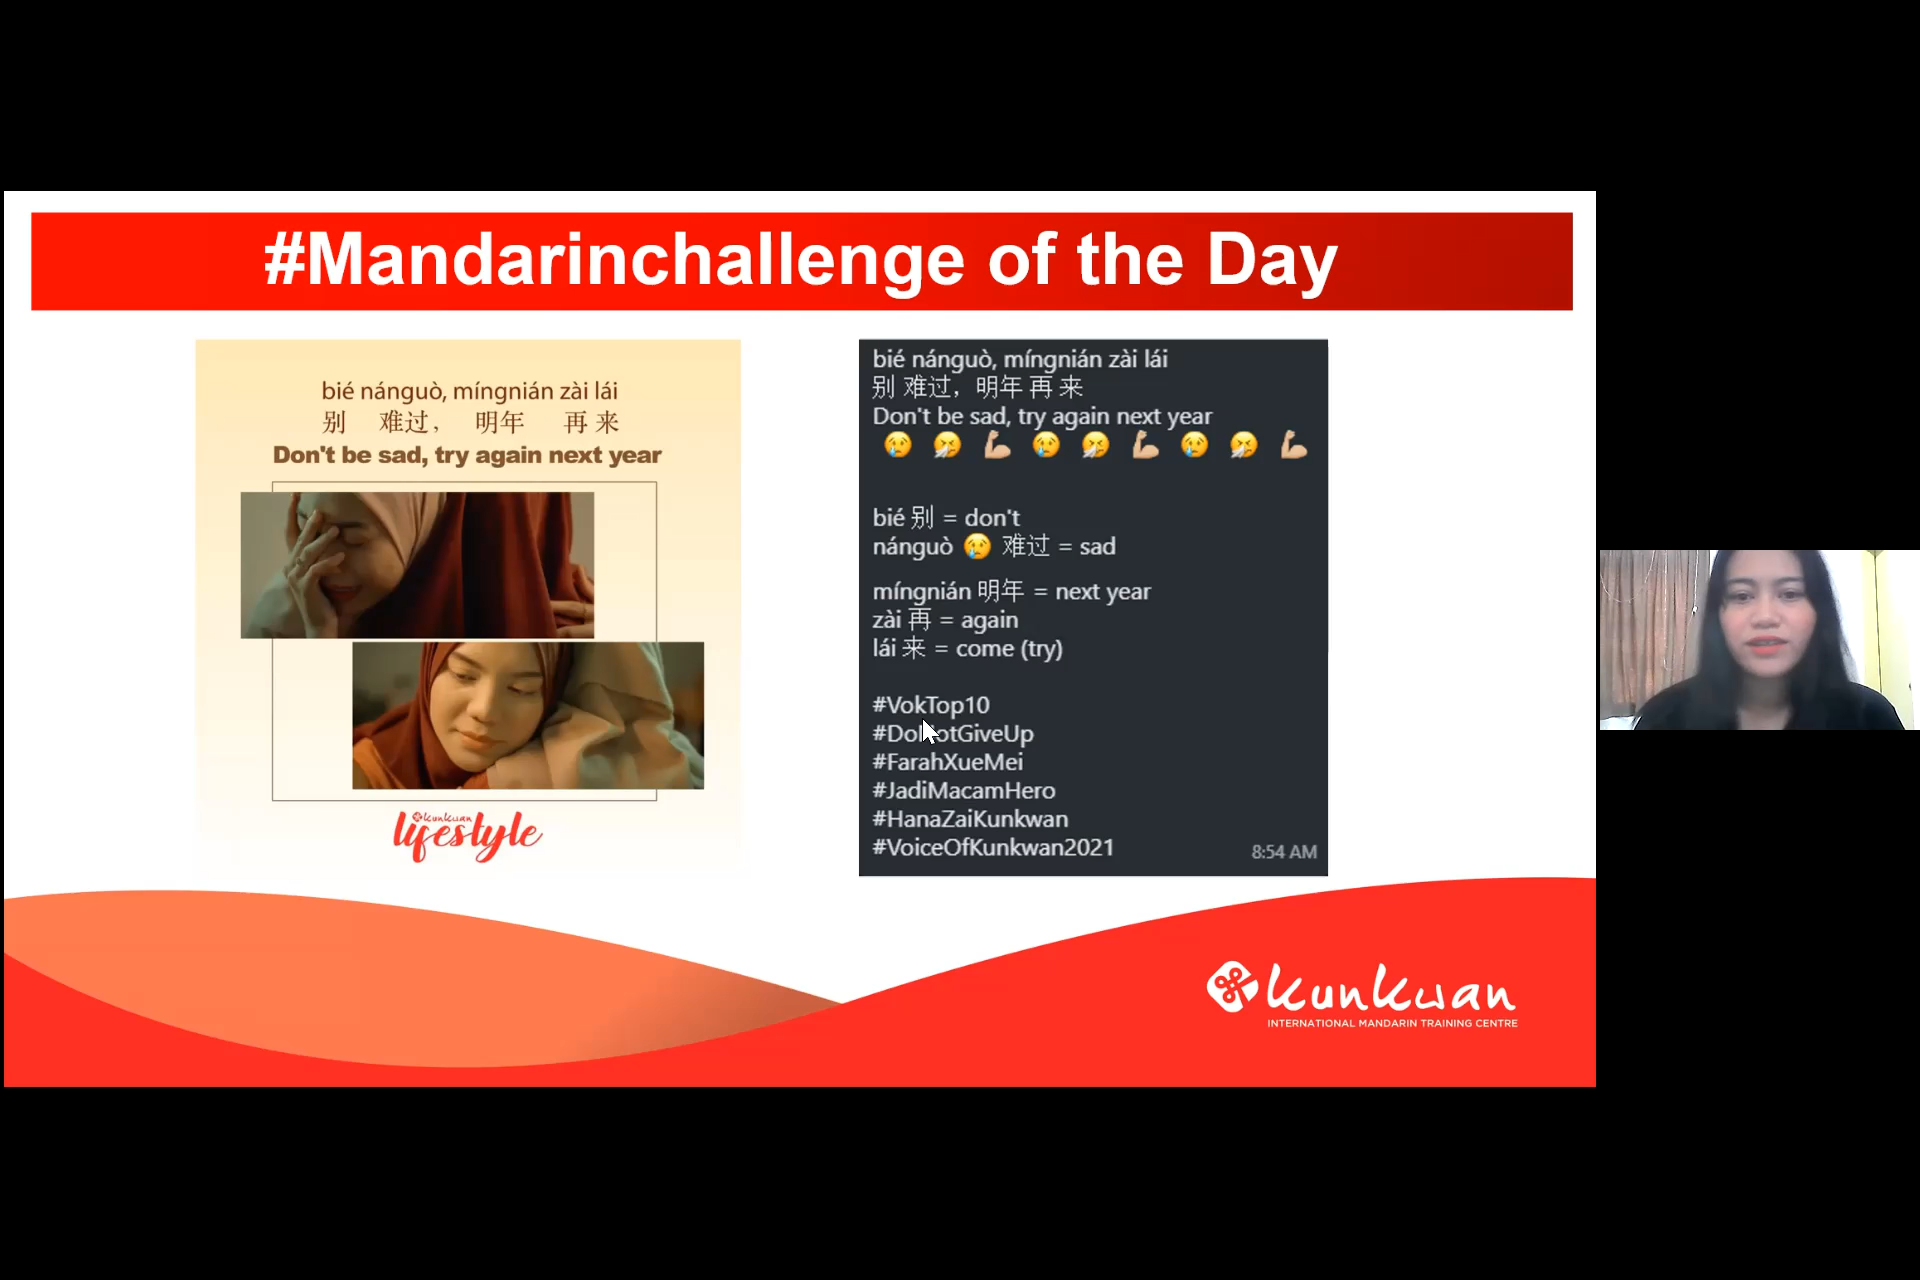 #Mandarinchallenge of the Day
bié nánguò, míngnián zài lái
别 难过， 明年 再 来
Don't be sad, try again next year
kunkwan
lifestyle
bié nánguò, míngnián zài lái
别 难过，明年 再 来
Don't be sad, try again next year
😢 🤧 💪🏼 😢 🤧 💪🏼 😢 🤧 💪🏼
bié 别 = don't
nánguò 😢 难过 = sad
míngnián 明年 = next year
zài 再 = again
lái 来 = come (try)
#VokTop10
#DoNotGiveUp
#FarahXueMei
#JadiMacamHero
#HanaZaiKunkwan
#VoiceOfKunkwan2021
8:54 AM
kunkwan
INTERNATIONAL MANDARIN TRAINING CENTRE